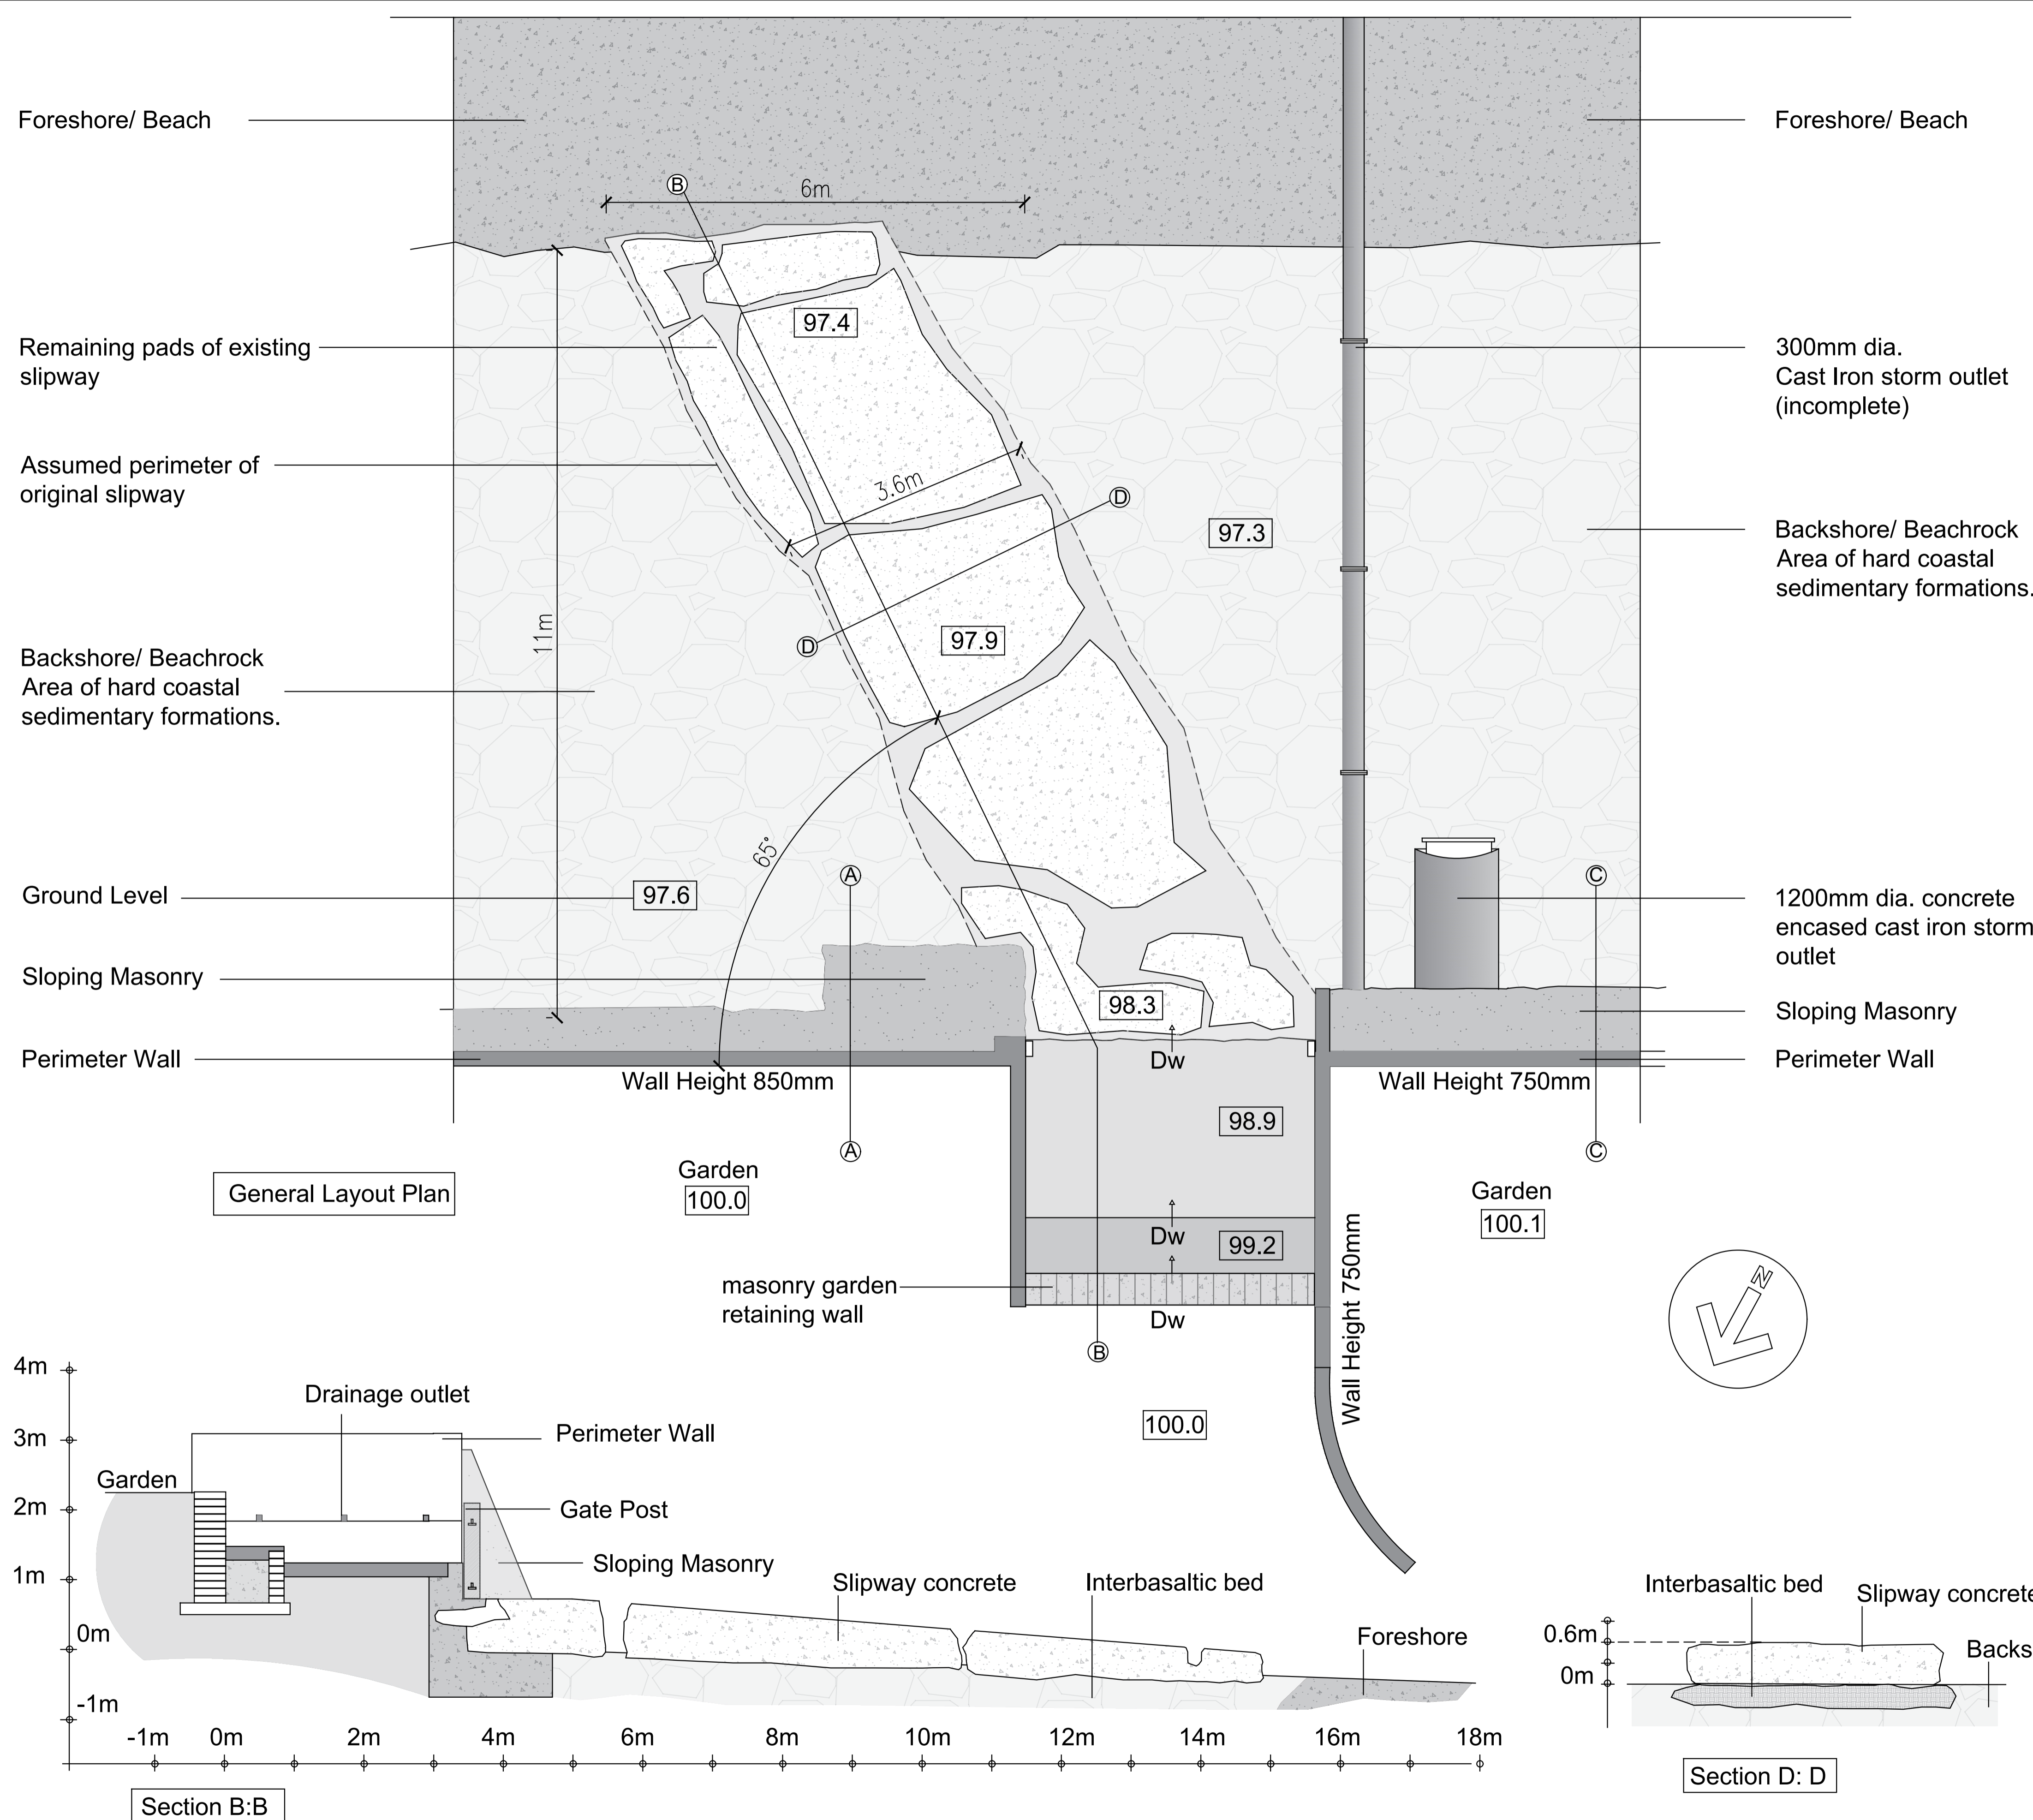 Foreshore/ Beach
Foreshore/ Beach
B
6m
97.4
Remaining pads of existing
slipway
300mm dia.
Cast Iron storm outlet
(incomplete)
Assumed perimeter of
original slipway
3.6m
D
97.3
Backshore/ Beachrock
Area of hard coastal
sedimentary formations.
11m
D
97.9
Backshore/ Beachrock
Area of hard coastal
sedimentary formations.
65°
A
C
Ground Level
97.6
1200mm dia. concrete
encased cast iron storm
outlet
Sloping Masonry
98.3
Sloping Masonry
Perimeter Wall
Dw
Perimeter Wall
Wall Height 850mm
Wall Height 750mm
98.9
A
C
General Layout Plan
Garden
100.0
Garden
100.1
Dw
99.2
masonry garden
retaining wall
Dw
Wall Height 750mm
N
B
100.0
4m
3m
2m
1m
0m
-1m
Drainage outlet
Perimeter Wall
Garden
Gate Post
Sloping Masonry
Slipway concrete
Interbasaltic bed
Foreshore
-1m 0m 2m 4m 6m 8m 10m 12m 14m 16m 18m
Section B:B
Interbasaltic bed
Slipway concrete
0.6m
0m
Backs
Section D: D